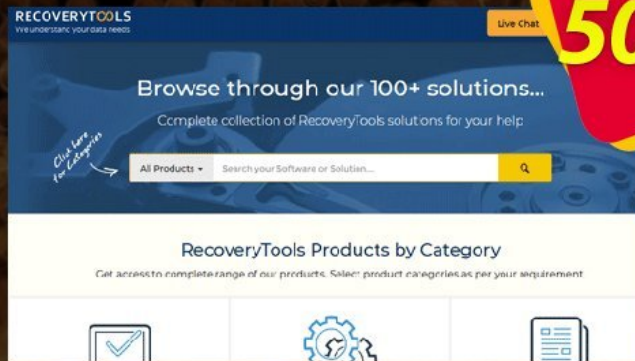 RECOVERYTOOLS
We understand your data needs
Live Chat
50
Browse through our 100+ solutions...
Complete collection of RecoveryTools solutions for your help
Click here
for Categories
All Products
Search your Software or Solution....
RecoveryTools Products by Category
Get access to complete range of our products. Select product categories as per your requirement